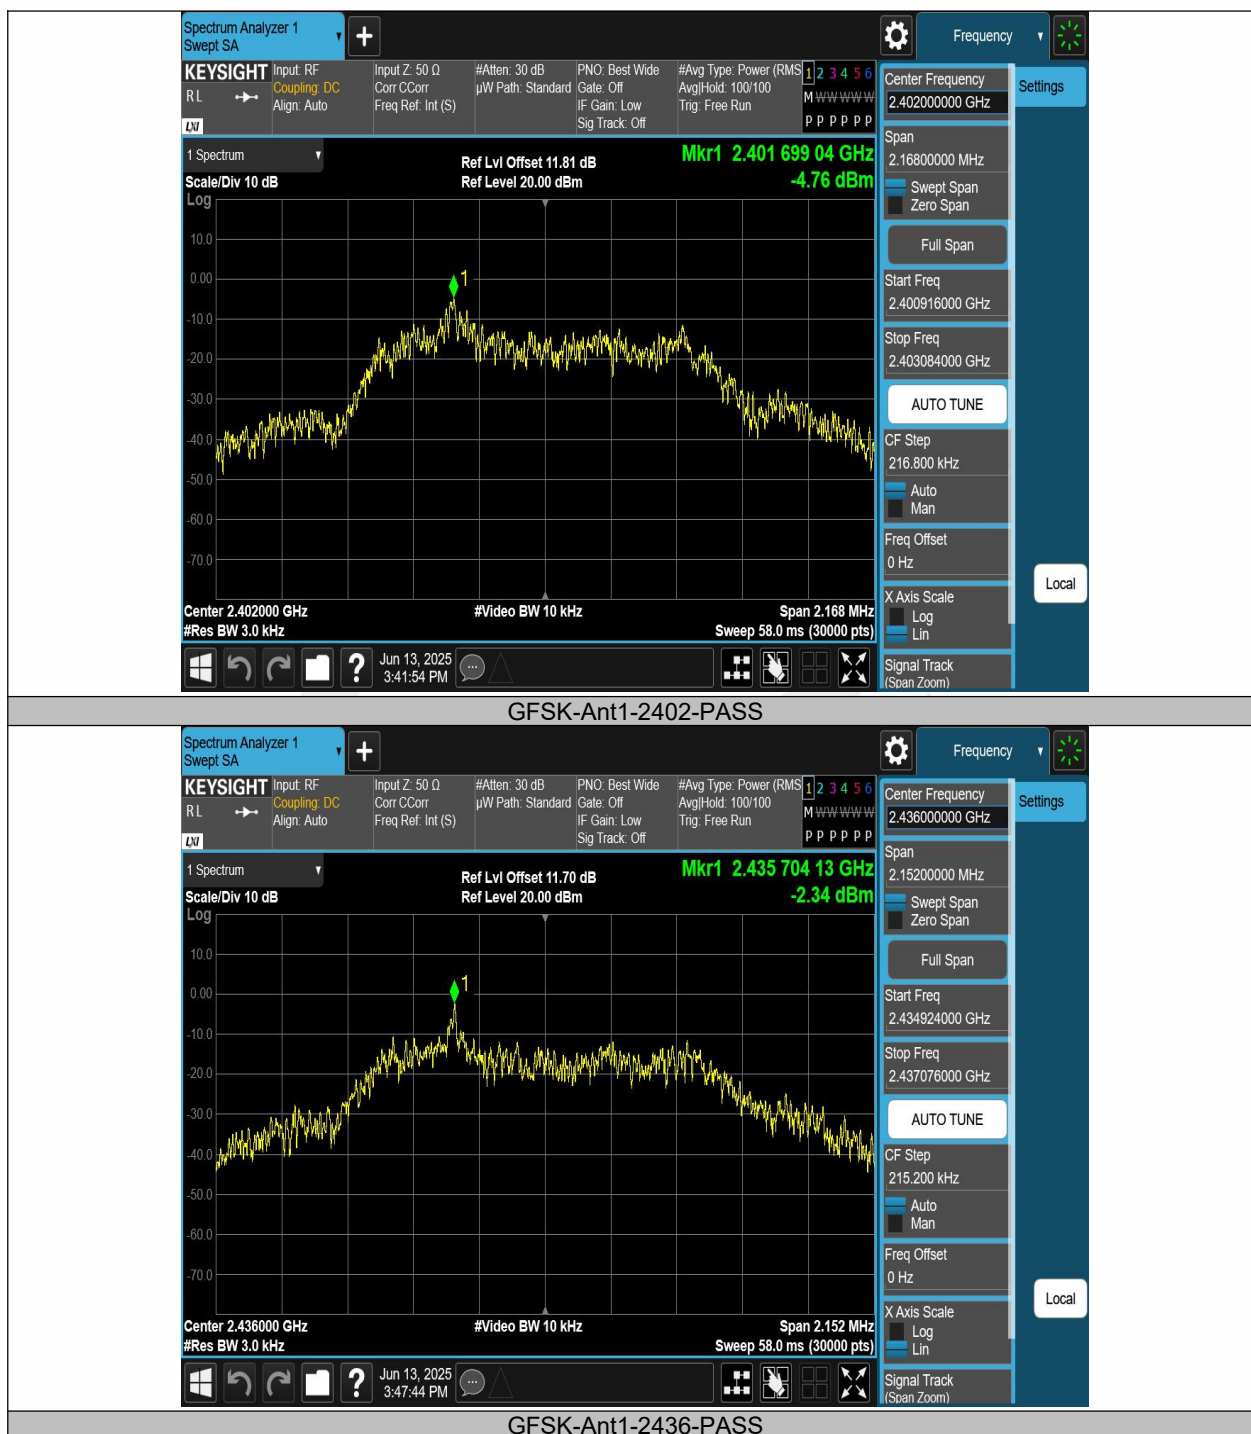 Spectrum Analyzer 1
Swept SA
Frequency
KEYSIGHT
RL
LXI
Input: RF
Coupling: DC
Align: Auto
Input Z: 50 Ω
Corr CCorr
Freq Ref: Int (S)
#Atten: 30 dB
µW Path: Standard
PNO: Best Wide
Gate: Off
IF Gain: Low
Sig Track: Off
#Avg Type: Power (RMS
Avg|Hold: 100/100
Trig: Free Run
1 2 3 4 5 6
M W W W W W
P P P P P P
1 Spectrum
Scale/Div 10 dB
Ref Lvl Offset 11.81 dB
Ref Level 20.00 dBm
Mkr1 2.401 699 04 GHz
-4.76 dBm
Log
10.0
0.00
-10.0
-20.0
-30.0
-40.0
-50.0
-60.0
-70.0
1
Center 2.402000 GHz
#Res BW 3.0 kHz
#Video BW 10 kHz
Span 2.168 MHz
Sweep 58.0 ms (30000 pts)
Jun 13, 2025
3:41:54 PM
Center Frequency
2.402000000 GHz
Settings
Span
2.16800000 MHz
Swept Span
Zero Span
Full Span
Start Freq
2.400916000 GHz
Stop Freq
2.403084000 GHz
AUTO TUNE
CF Step
216.800 kHz
Auto
Man
Freq Offset
0 Hz
X Axis Scale
Log
Lin
Local
Signal Track
(Span Zoom)
GFSK-Ant1-2402-PASS
Spectrum Analyzer 1
Swept SA
Frequency
KEYSIGHT
RL
LXI
Input: RF
Coupling: DC
Align: Auto
Input Z: 50 Ω
Corr CCorr
Freq Ref: Int (S)
#Atten: 30 dB
µW Path: Standard
PNO: Best Wide
Gate: Off
IF Gain: Low
Sig Track: Off
#Avg Type: Power (RMS
Avg|Hold: 100/100
Trig: Free Run
1 2 3 4 5 6
M W W W W W
P P P P P P
1 Spectrum
Scale/Div 10 dB
Ref Lvl Offset 11.70 dB
Ref Level 20.00 dBm
Mkr1 2.435 704 13 GHz
-2.34 dBm
Log
10.0
0.00
-10.0
-20.0
-30.0
-40.0
-50.0
-60.0
-70.0
1
Center 2.436000 GHz
#Res BW 3.0 kHz
#Video BW 10 kHz
Span 2.152 MHz
Sweep 58.0 ms (30000 pts)
Jun 13, 2025
3:47:44 PM
Center Frequency
2.436000000 GHz
Settings
Span
2.15200000 MHz
Swept Span
Zero Span
Full Span
Start Freq
2.434924000 GHz
Stop Freq
2.437076000 GHz
AUTO TUNE
CF Step
215.200 kHz
Auto
Man
Freq Offset
0 Hz
X Axis Scale
Log
Lin
Local
Signal Track
(Span Zoom)
GFSK-Ant1-2436-PASS